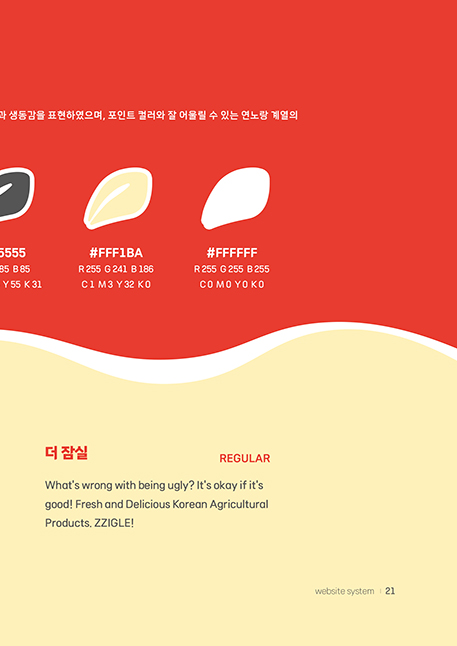 과 생동감을 표현하였으며, 포인트 컬러와 잘 어울릴 수 있는 연노랑 계열의
5555
85 B 85
Y 55 K 31
#FFF1BA
R 255 G 241 B 186
C 1 M 3 Y 32 K 0
#FFFFFF
R 255 G 255 B 255
C 0 M 0 Y 0 K 0
더 잠실
REGULAR
What's wrong with being ugly? It's okay if it's
good! Fresh and Delicious Korean Agricultural
Products, ZZIGLE!
website system | 21